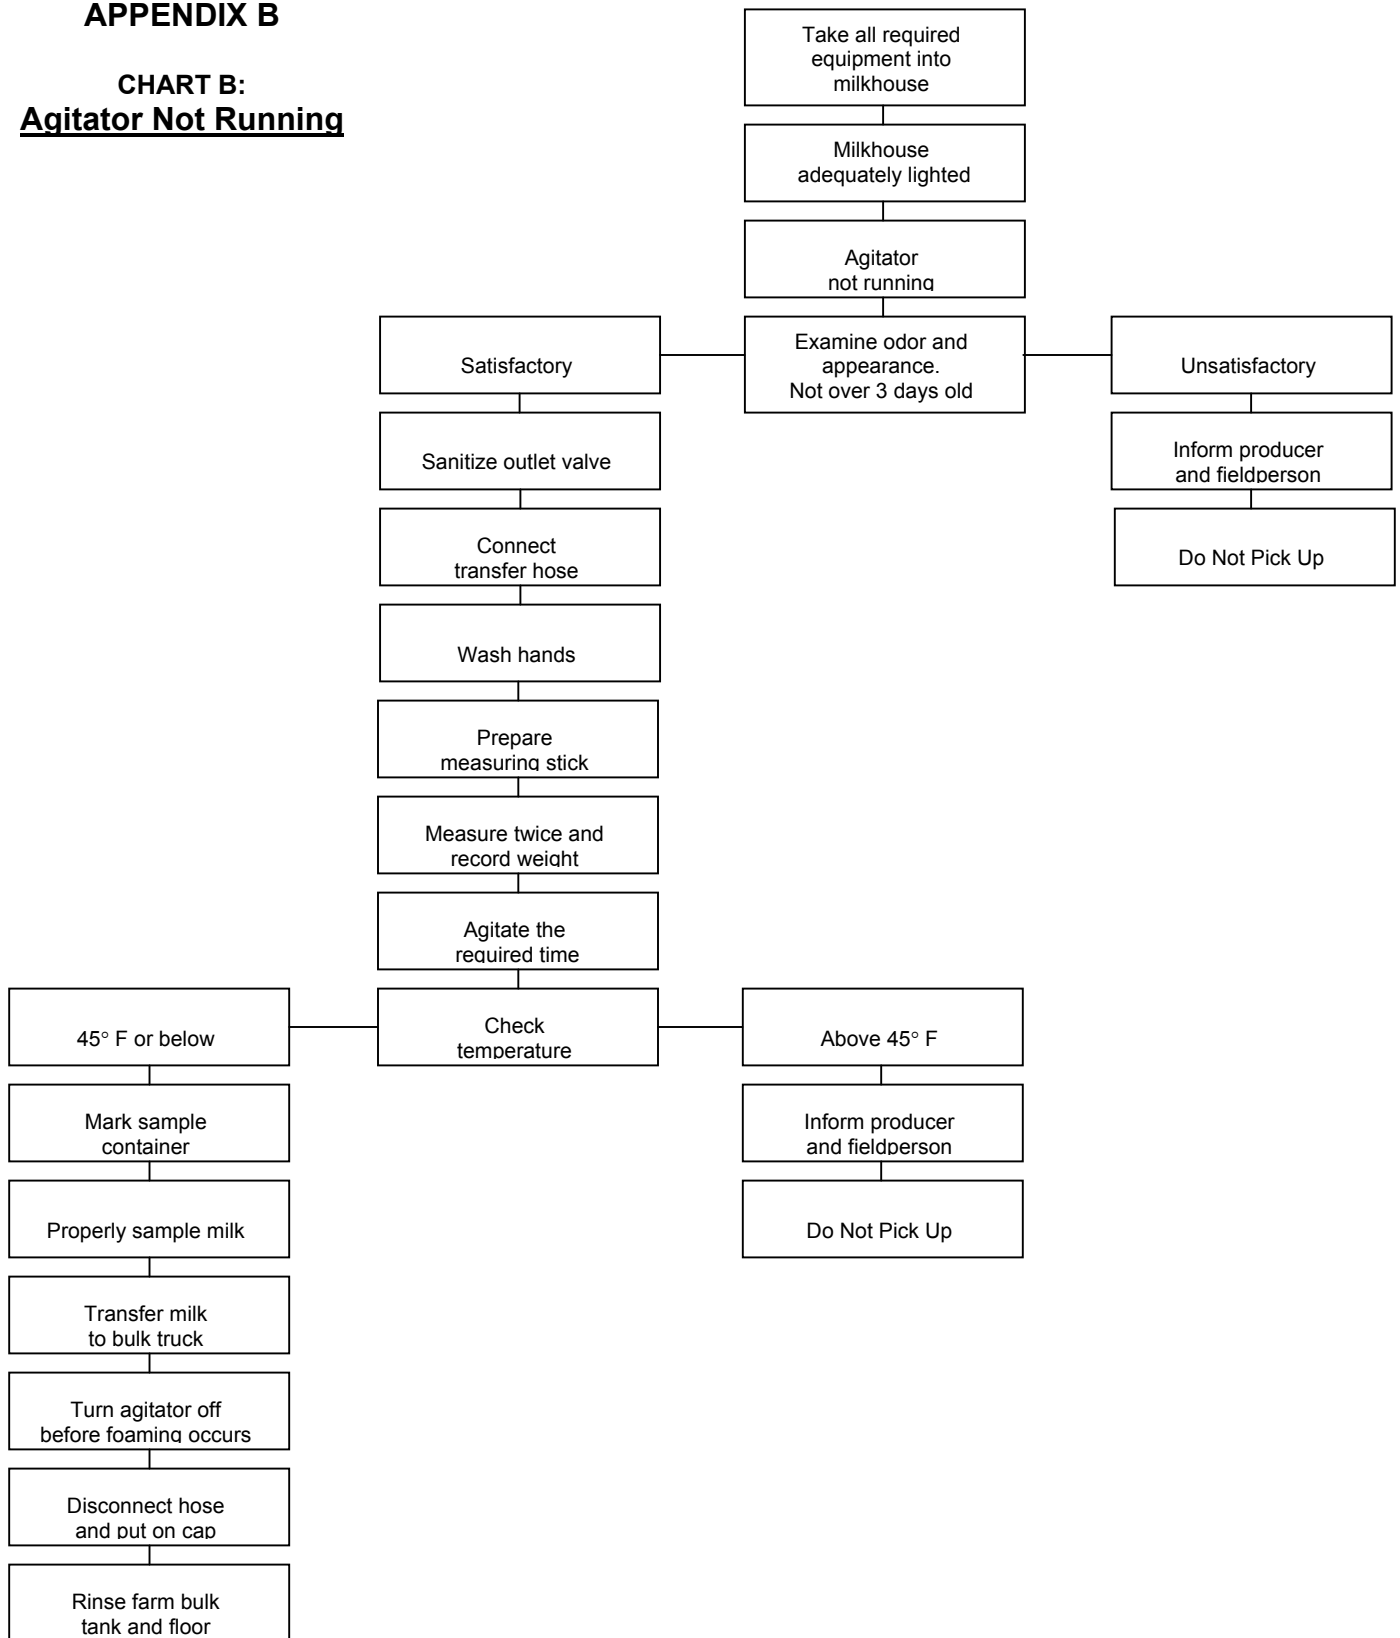 APPENDIX B
CHART B:
Agitator Not Running
Take all required
equipment into
milkhouse
Milkhouse
adequately lighted
Agitator
not running
Examine odor and
appearance.
Not over 3 days old
Satisfactory
Unsatisfactory
Sanitize outlet valve
Inform producer
and fieldperson
Connect
transfer hose
Do Not Pick Up
Wash hands
Prepare
measuring stick
Measure twice and
record weight
Agitate the
required time
Check
temperature
45° F or below
Above 45° F
Mark sample
container
Inform producer
and fieldperson
Properly sample milk
Do Not Pick Up
Transfer milk
to bulk truck
Turn agitator off
before foaming occurs
Disconnect hose
and put on cap
Rinse farm bulk
tank and floor